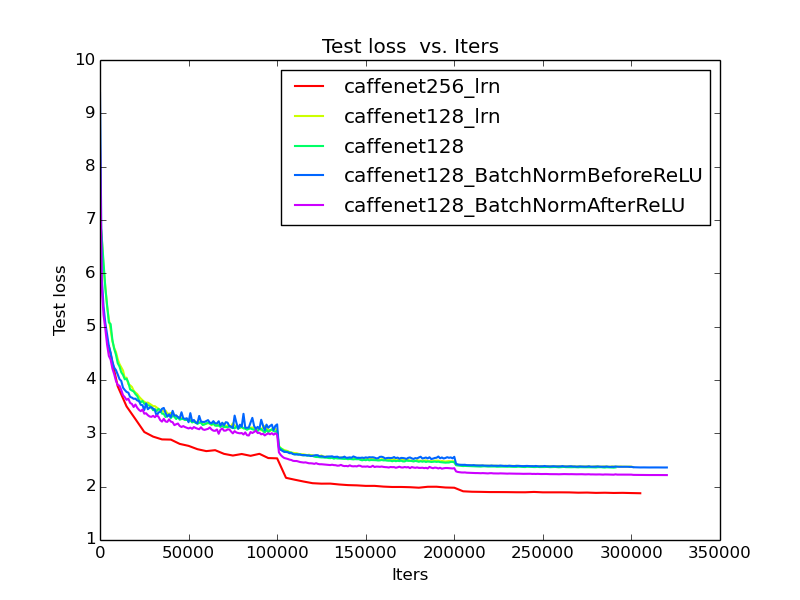 Test loss  vs. Iters
10
9
8
7
6
5
4
3
2
1
Test loss
caffenet256_lrn
caffenet128_lrn
caffenet128
caffenet128_BatchNormBeforeReLU
caffenet128_BatchNormAfterReLU
0 50000 100000 150000 200000 250000 300000 350000
Iters